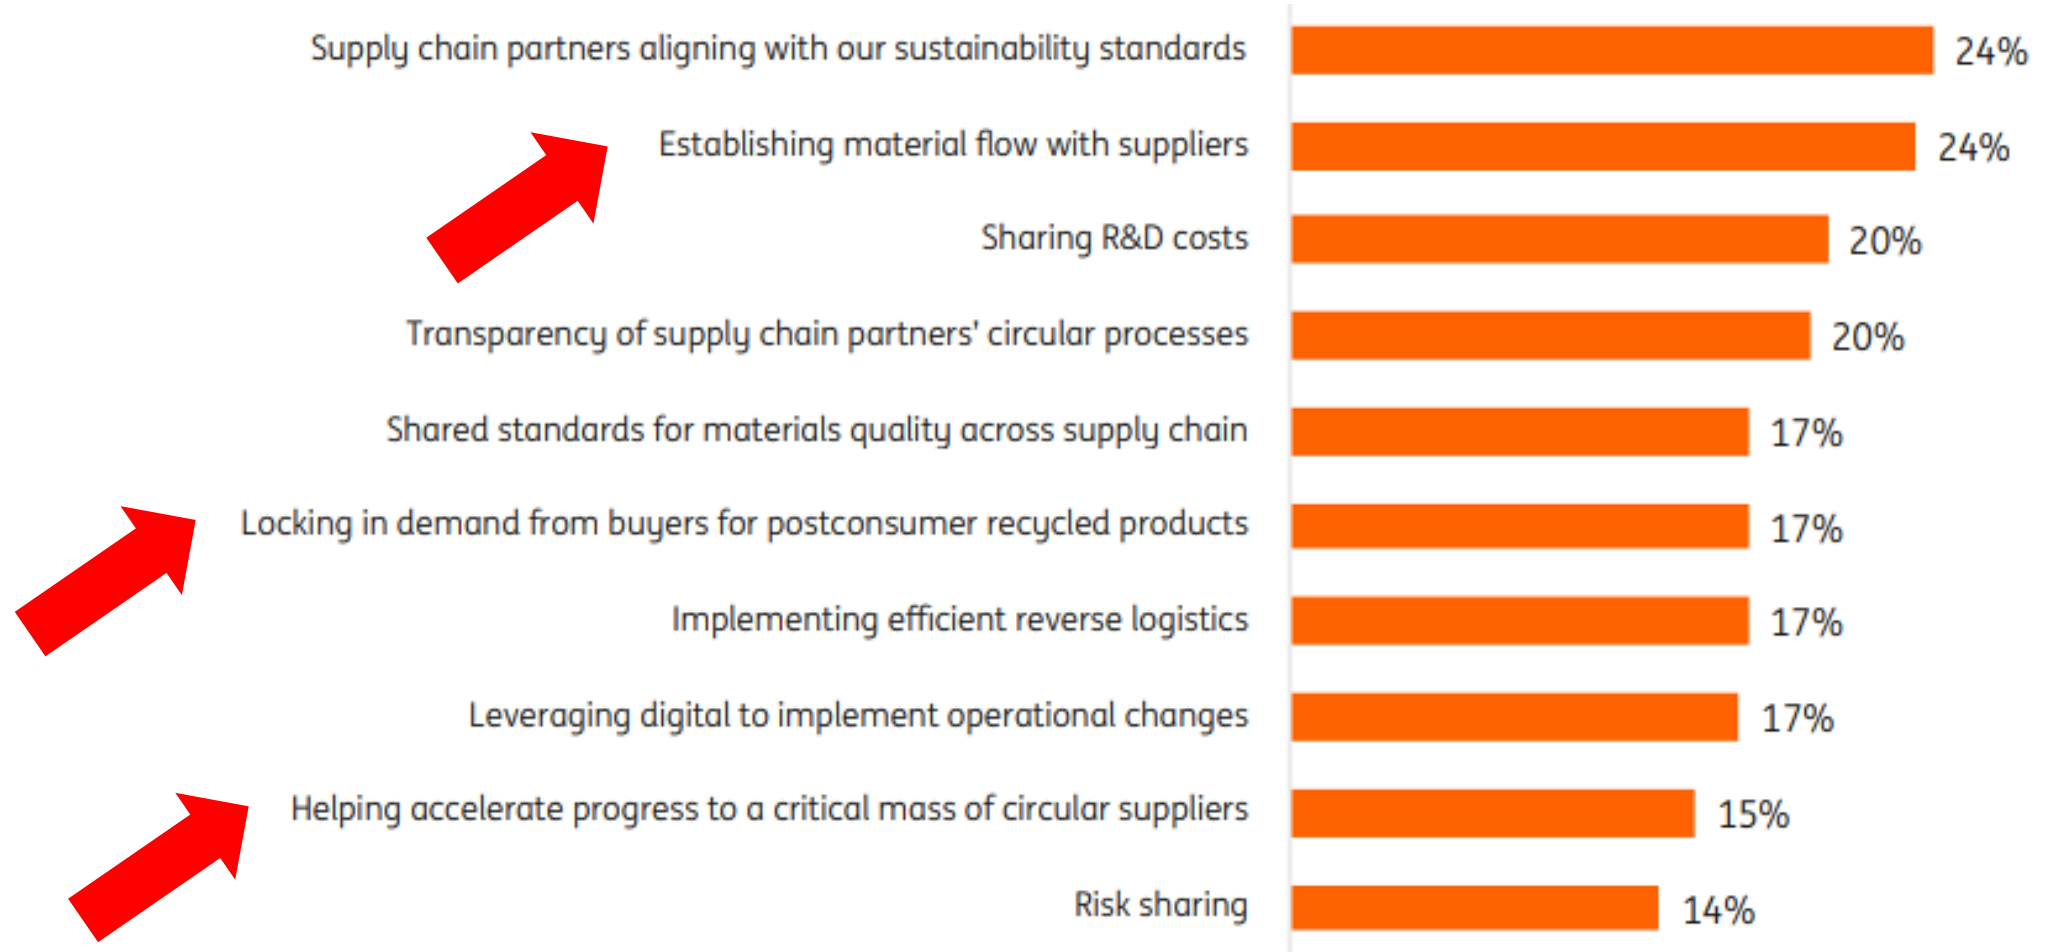 Supply chain partners aligning with our sustainability standards 24%
Establishing material flow with suppliers 24%
Sharing R&D costs 20%
Transparency of supply chain partners' circular processes 20%
Shared standards for materials quality across supply chain 17%
Locking in demand from buyers for postconsumer recycled products 17%
Implementing efficient reverse logistics 17%
Leveraging digital to implement operational changes 17%
Helping accelerate progress to a critical mass of circular suppliers 15%
Risk sharing 14%